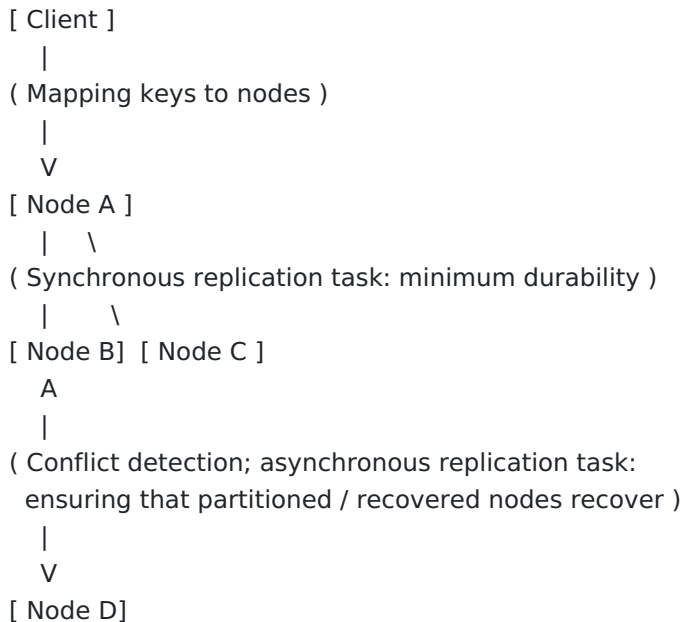 [ Client ]
|
( Mapping keys to nodes )
|
V
[ Node A ]
| \
( Synchronous replication task: minimum durability )
| \
[ Node B] [ Node C ]
A
|
( Conflict detection; asynchronous replication task:
ensuring that partitioned / recovered nodes recover )
|
V
[ Node D]